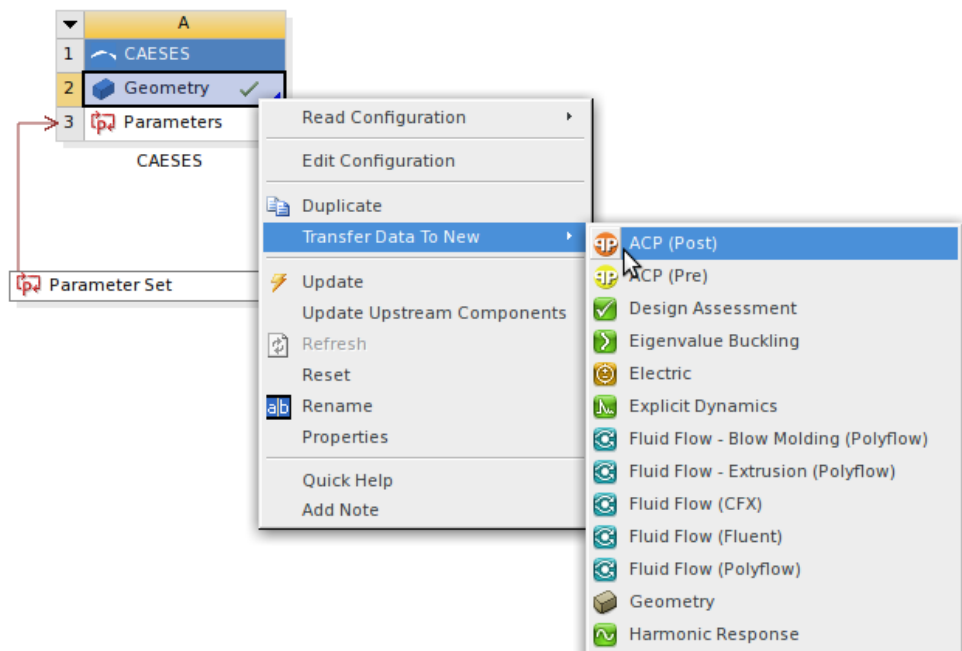 A
1 CAESES
2 Geometry
3 Parameters
CAESES
Parameter Set
Read Configuration
Edit Configuration
Duplicate
Transfer Data To New
Update
Update Upstream Components
Refresh
Reset
a|b Rename
Properties
Quick Help
Add Note
ACP (Post)
ACP (Pre)
Design Assessment
Eigenvalue Buckling
Electric
Explicit Dynamics
Fluid Flow - Blow Molding (Polyflow)
Fluid Flow - Extrusion (Polyflow)
Fluid Flow (CFX)
Fluid Flow (Fluent)
Fluid Flow (Polyflow)
Geometry
Harmonic Response